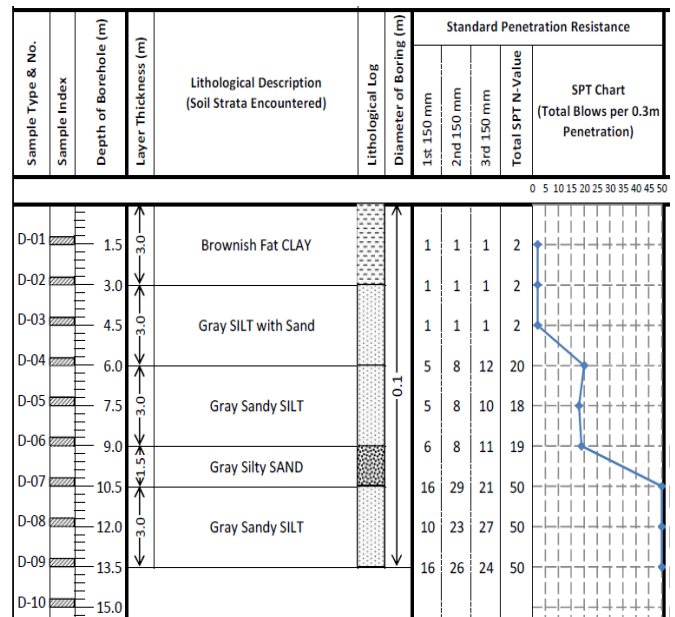 Sample Type & No.
Sample Index
Depth of Borehole (m)
Layer Thickness (m)
Lithological Description
(Soil Strata Encountered)
Lithological Log
Diameter of Boring (m)
Standard Penetration Resistance
1st 150 mm
2nd 150 mm
3rd 150 mm
Total SPT N-Value
SPT Chart
(Total Blows per 0.3m
Penetration)
0 5 10 15 20 25 30 35 40 45 50
D-01 1.5 3.0 Brownish Fat CLAY 1 1 1 2
D-02 3.0 1 1 1 2
D-03 4.5 3.0 Gray SILT with Sand 1 1 1 2
D-04 6.0 5 8 12 20
0.1
D-05 7.5 3.0 Gray Sandy SILT 5 8 10 18
D-06 9.0 6 8 11 19
1.5 Gray Silty SAND
D-07 10.5 16 29 21 50
D-08 12.0 3.0 Gray Sandy SILT 10 23 27 50
D-09 13.5 16 26 24 50
D-10 15.0